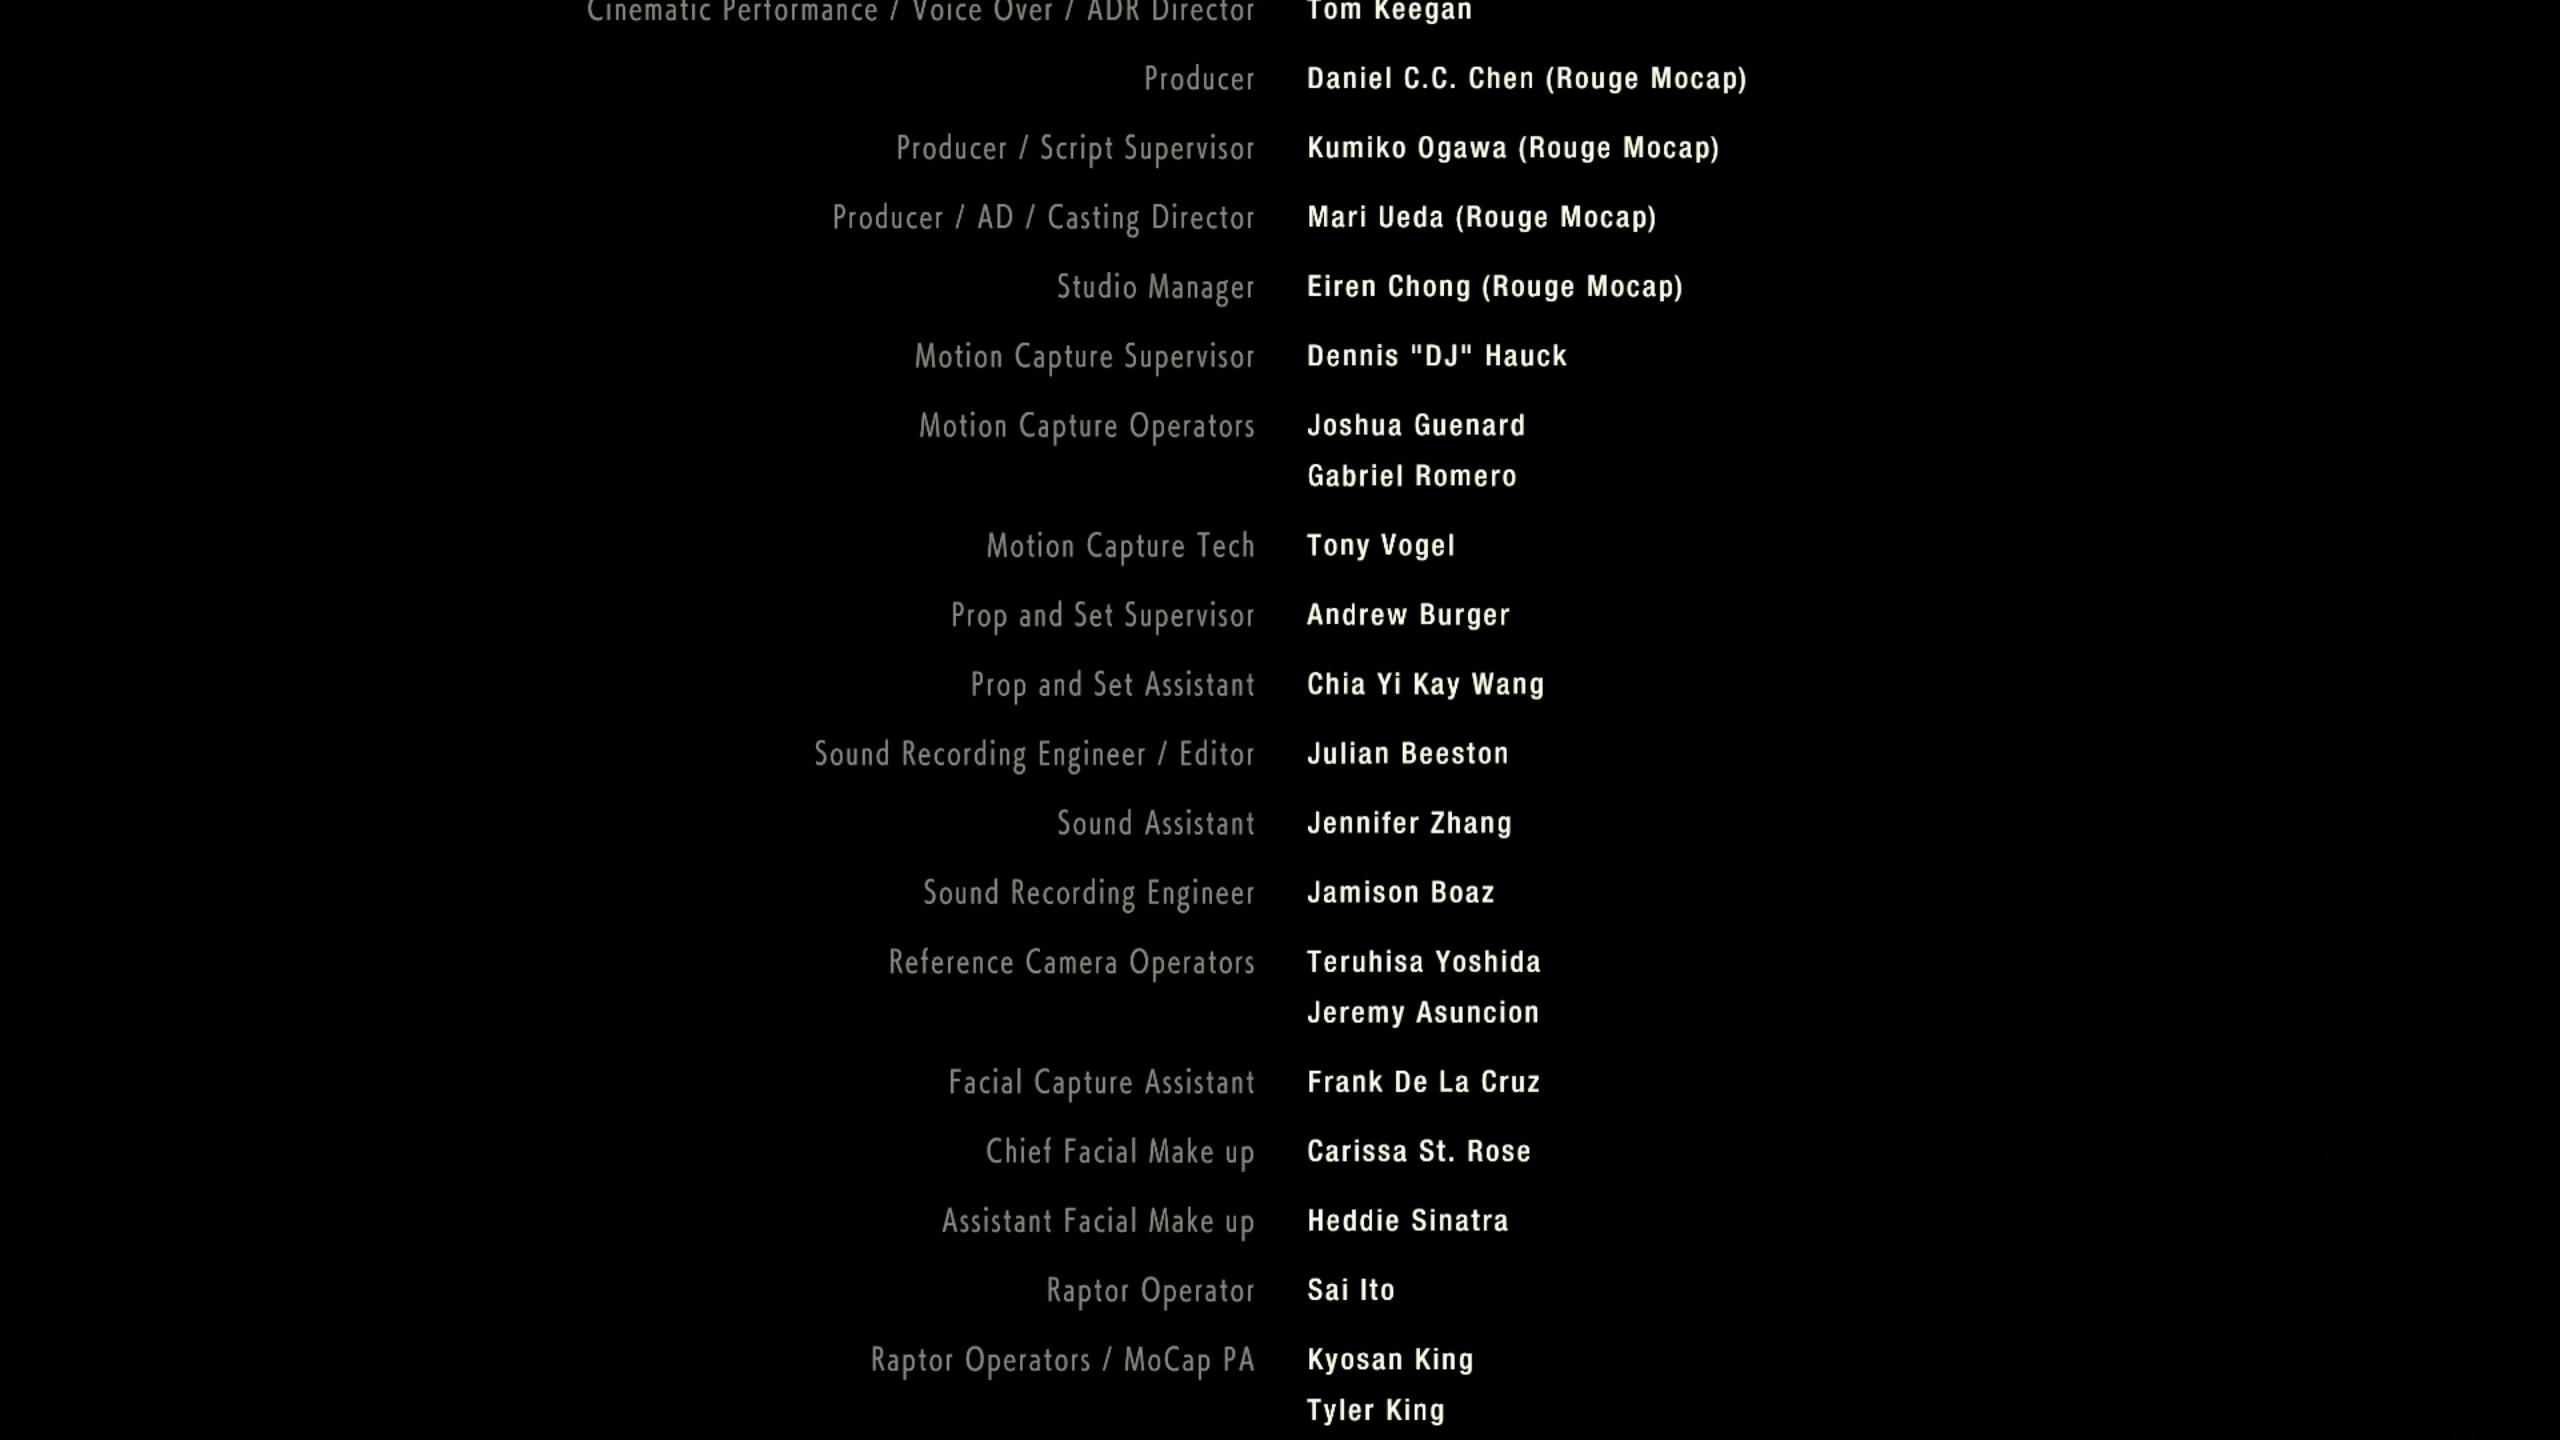 Cinematic Performance / Voice Over / ADR Director Tom Keegan
Producer Daniel C.C. Chen (Rouge Mocap)
Producer / Script Supervisor Kumiko Ogawa (Rouge Mocap)
Producer / AD / Casting Director Mari Ueda (Rouge Mocap)
Studio Manager Eiren Chong (Rouge Mocap)
Motion Capture Supervisor Dennis "DJ" Hauck
Motion Capture Operators Joshua Guenard
Gabriel Romero
Motion Capture Tech Tony Vogel
Prop and Set Supervisor Andrew Burger
Prop and Set Assistant Chia Yi Kay Wang
Sound Recording Engineer / Editor Julian Beeston
Sound Assistant Jennifer Zhang
Sound Recording Engineer Jamison Boaz
Reference Camera Operators Teruhisa Yoshida
Jeremy Asuncion
Facial Capture Assistant Frank De La Cruz
Chief Facial Make up Carissa St. Rose
Assistant Facial Make up Heddie Sinatra
Raptor Operator Sai Ito
Raptor Operators / MoCap PA Kyosan King
Tyler King